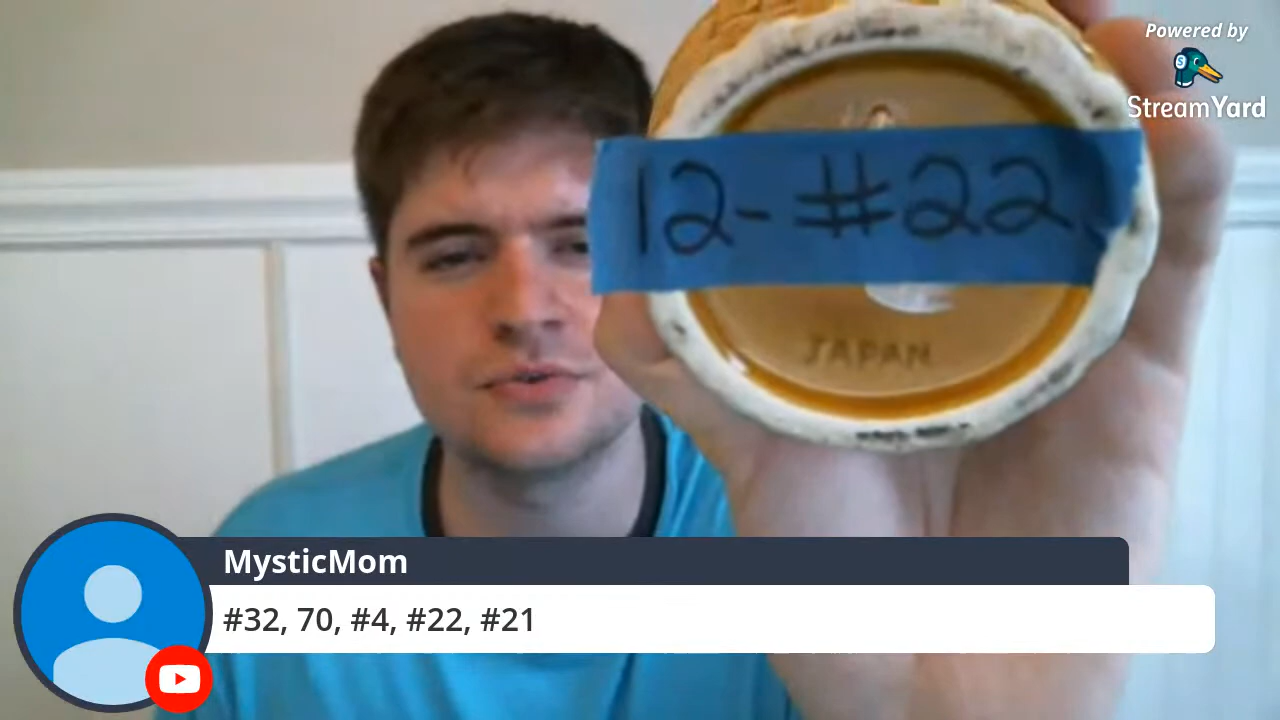 Powered by
StreamYard
12-#22
JAPAN
MysticMom
#32, 70, #4, #22, #21